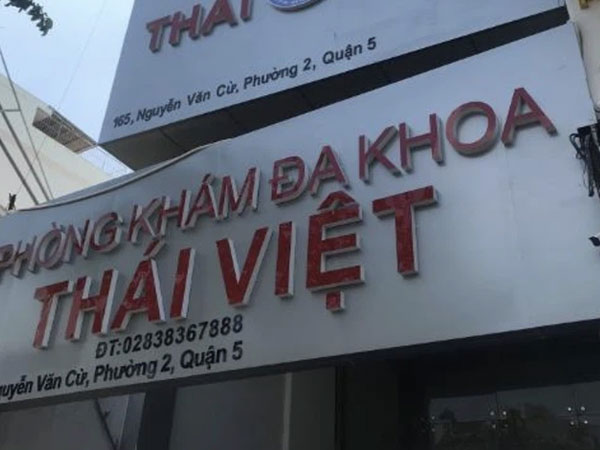 THÁI
165, Nguyễn Văn Cừ, Phường 2, Quận 5
PHÒNG KHÁM ĐA KHOA
THÁI VIỆT
ĐT:02838367888
Nguyễn Văn Cừ, Phường 2, Quận 5